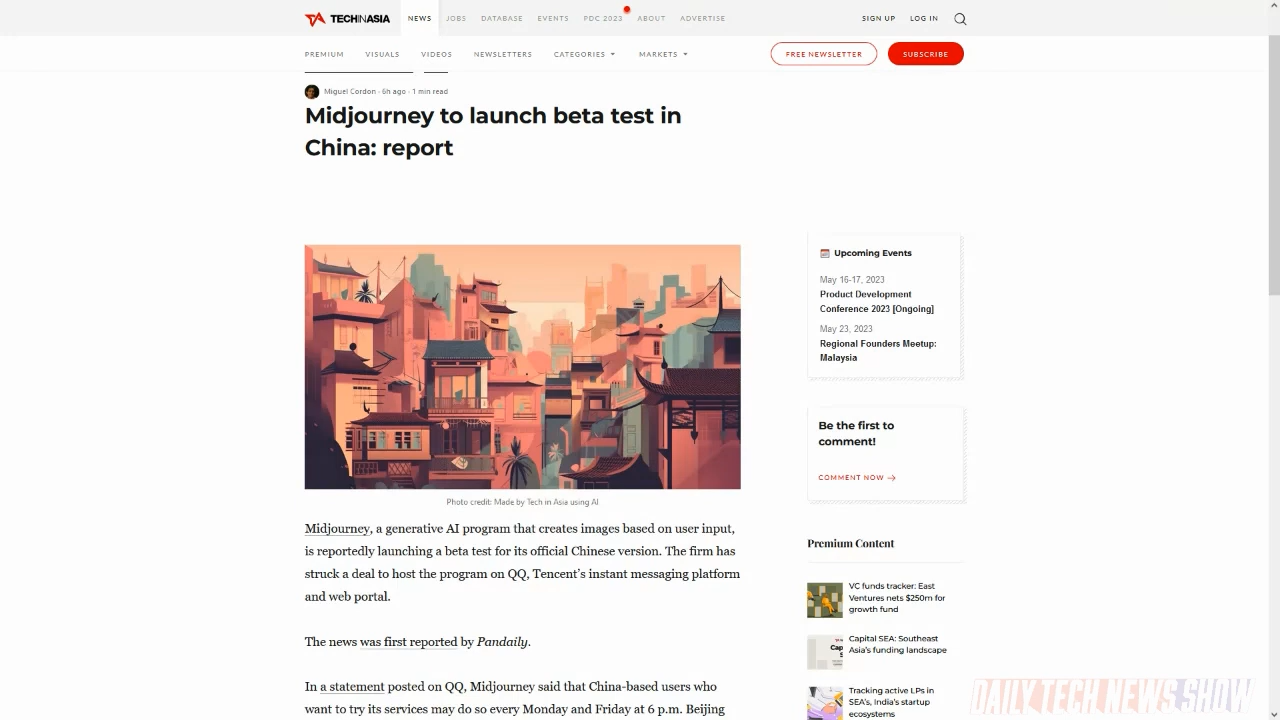 TECHINASIA NEWS JOBS DATABASE EVENTS PDC 2023 ABOUT ADVERTISE SIGN UP LOG IN
PREMIUM VISUALS VIDEOS NEWSLETTERS CATEGORIES MARKETS FREE NEWSLETTER SUBSCRIBE
Miguel Cordon · 6h ago · 1 min read
Midjourney to launch beta test in
China: report
Photo credit: Made by Tech in Asia using AI
Midjourney, a generative AI program that creates images based on user input,
is reportedly launching a beta test for its official Chinese version. The firm has
struck a deal to host the program on QQ, Tencent’s instant messaging platform
and web portal.
The news was first reported by Pandaily.
In a statement posted on QQ, Midjourney said that China-based users who
want to try its services may do so every Monday and Friday at 6 p.m. Beijing
Upcoming Events
May 16-17, 2023
Product Development
Conference 2023 [Ongoing]
May 23, 2023
Regional Founders Meetup:
Malaysia
Be the first to
comment!
COMMENT NOW
Premium Content
VC funds tracker: East
Ventures nets $250m for
growth fund
Capital SEA: Southeast
Asia’s funding landscape
Tracking active LPs in
SEA’s, India’s startup
ecosystems
DAILY TECH NEWS SHOW